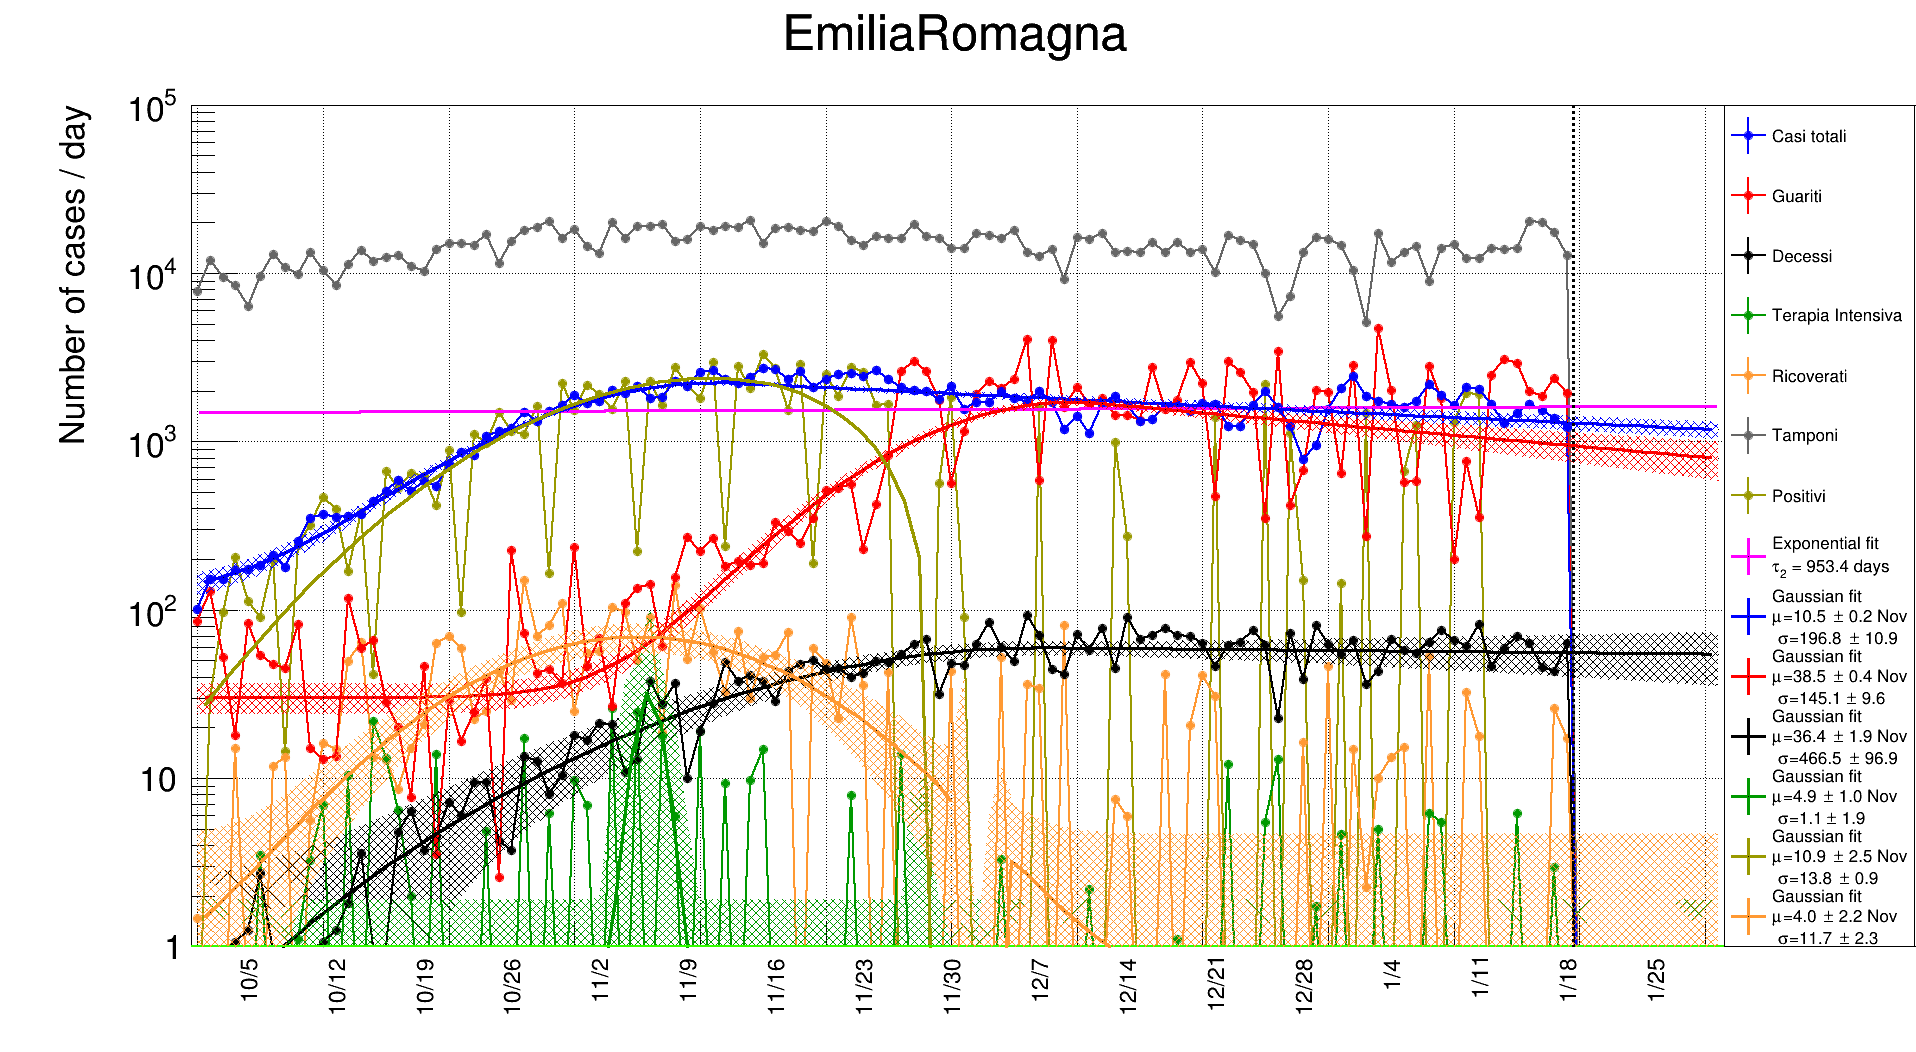 EmiliaRomagna
Number of cases / day
10^5
10^4
10^3
10^2
10
1
10/5 10/12 10/19 10/26 11/2 11/9 11/16 11/23 11/30 12/7 12/14 12/21 12/28 1/4 1/11 1/18 1/25
Casi totali
Guariti
Decessi
Terapia Intensiva
Ricoverati
Tamponi
Positivi
Exponential fit
τ2 = 953.4 days
Gaussian fit
μ=10.5 ± 0.2 Nov
σ=196.8 ± 10.9
Gaussian fit
μ=38.5 ± 0.4 Nov
σ=145.1 ± 9.6
Gaussian fit
μ=36.4 ± 1.9 Nov
σ=466.5 ± 96.9
Gaussian fit
μ=4.9 ± 1.0 Nov
σ=1.1 ± 1.9
Gaussian fit
μ=10.9 ± 2.5 Nov
σ=13.8 ± 0.9
Gaussian fit
μ=4.0 ± 2.2 Nov
σ=11.7 ± 2.3